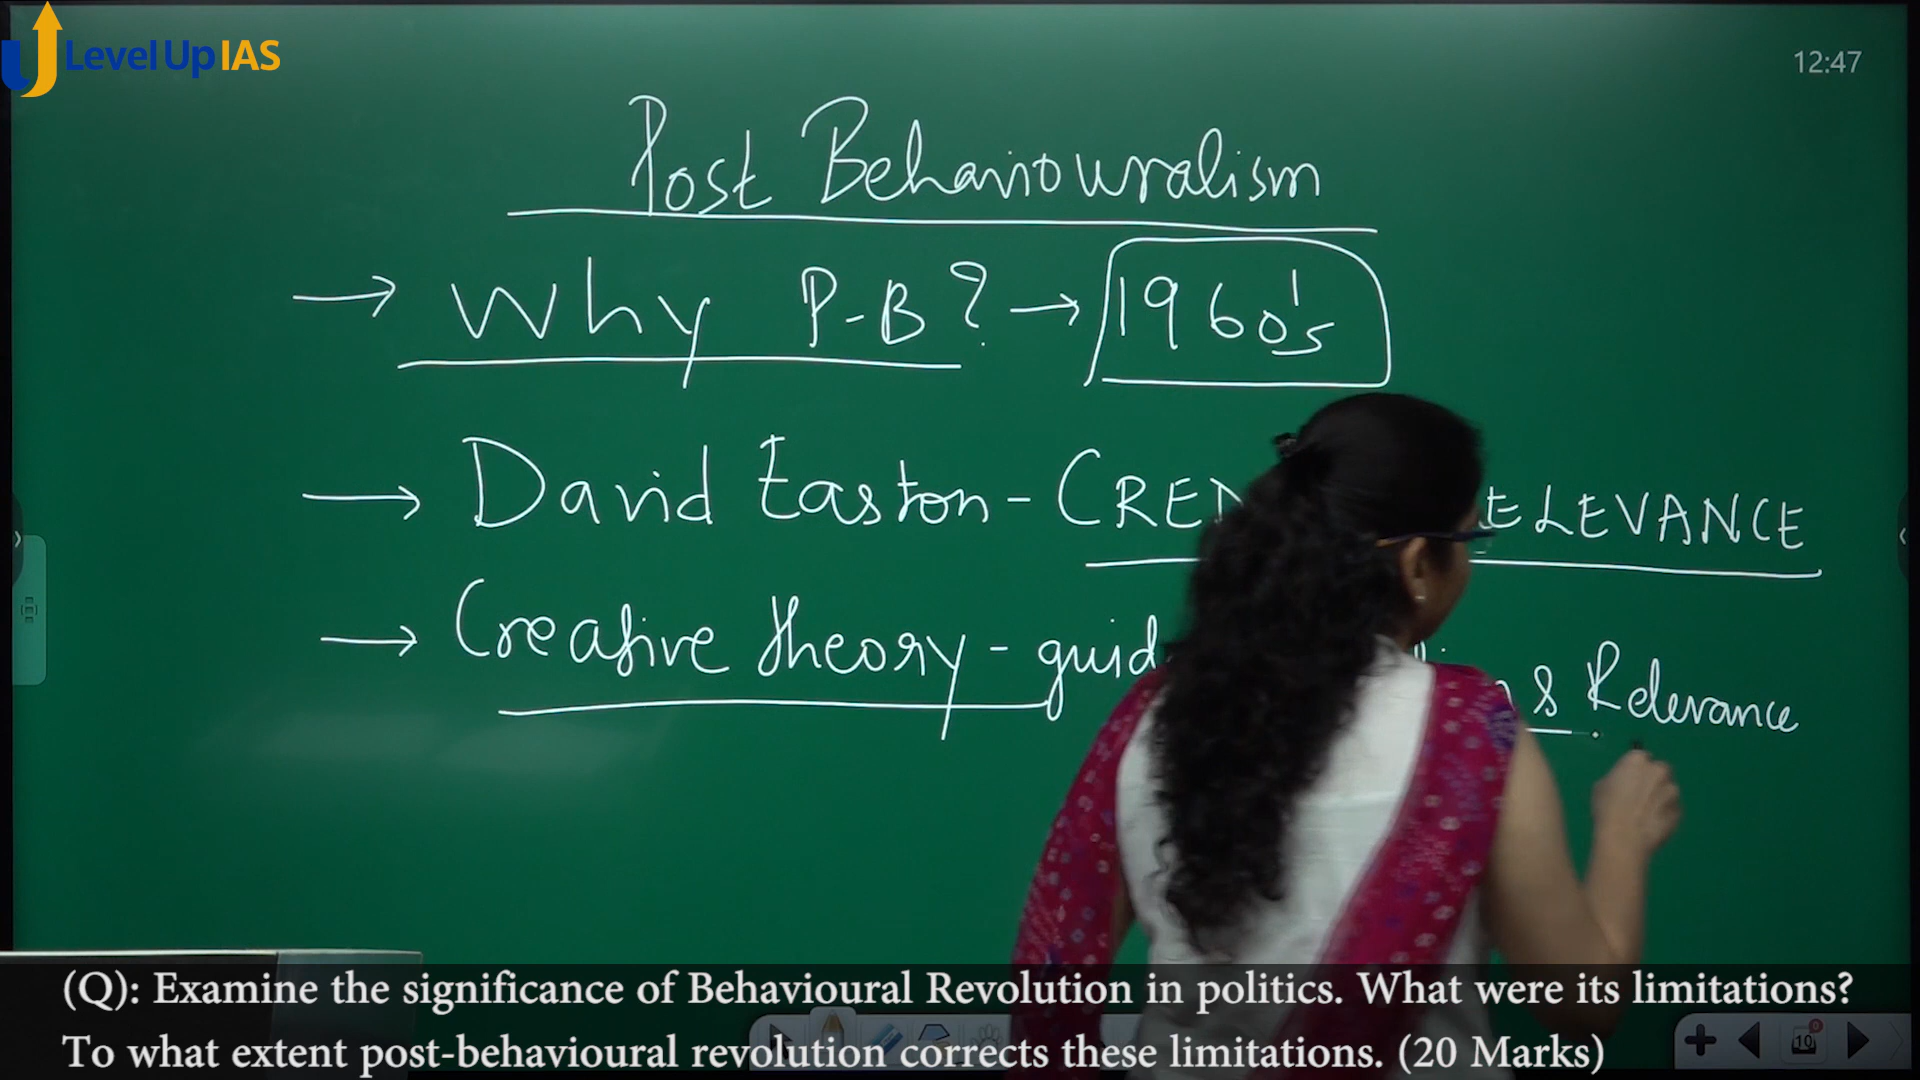 Level Up IAS
12:47
Post Behaviouralism
→ Why P-B? → 1960's
→ David Easton - CRED ELEVANCE
→ Creative theory - guid & Relevance
(Q): Examine the significance of Behavioural Revolution in politics. What were its limitations?
To what extent post-behavioural revolution corrects these limitations. (20 Marks)
10